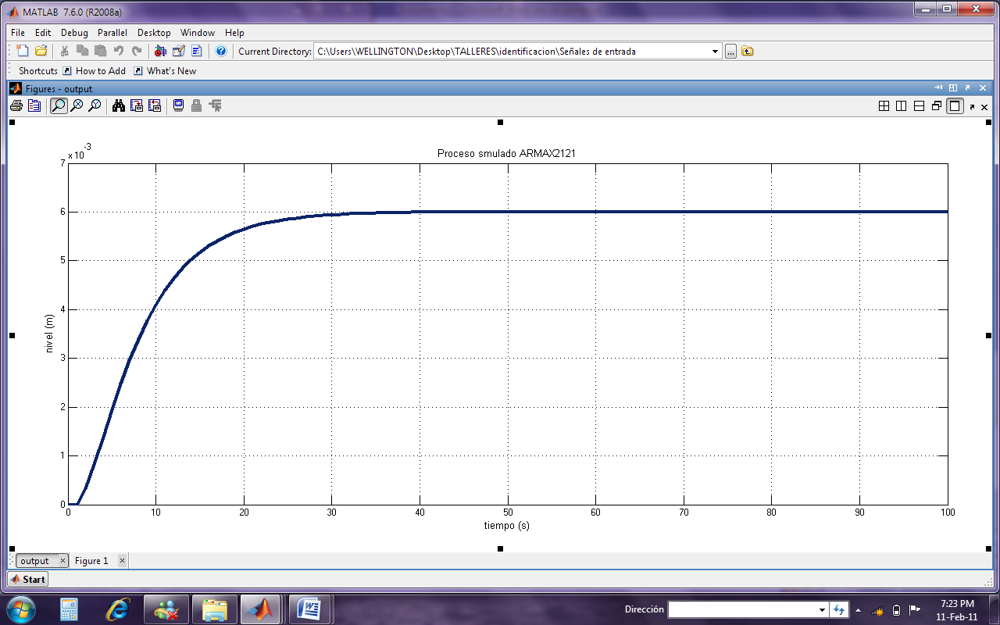 MATLAB 7.6.0 (R2008a)
File Edit Debug Parallel Desktop Window Help
Current Directory: C:\Users\WELLINGTON\Desktop\TALLERES\identificacion\Señales de entrada
Shortcuts How to Add What's New
Figures - output
x 10-3
Proceso smulado ARMAX2121
7
6
5
4
3
2
1
0
nivel (m)
0 10 20 30 40 50 60 70 80 90 100
tiempo (s)
output Figure 1
Start
Dirección
7:23 PM
11-Feb-11